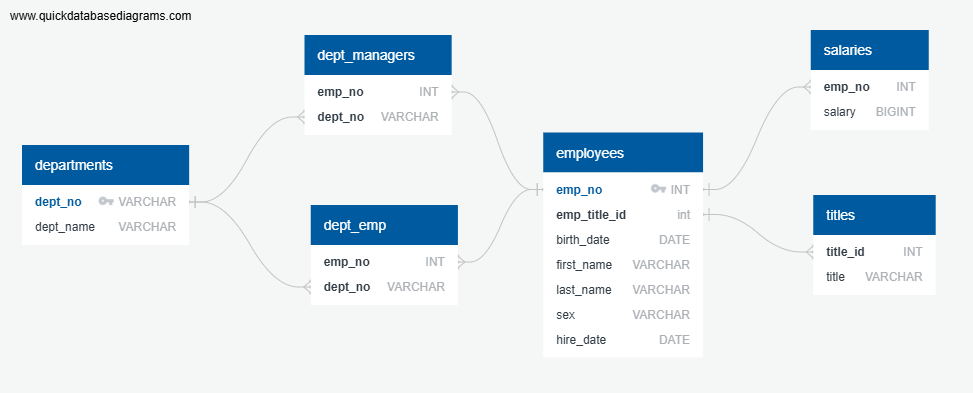 www.quickdatabasediagrams.com
dept_managers
emp_no INT
dept_no VARCHAR
salaries
emp_no INT
salary BIGINT
departments
dept_no VARCHAR
dept_name VARCHAR
employees
emp_no INT
emp_title_id int
birth_date DATE
first_name VARCHAR
last_name VARCHAR
sex VARCHAR
hire_date DATE
dept_emp
emp_no INT
dept_no VARCHAR
titles
title_id INT
title VARCHAR